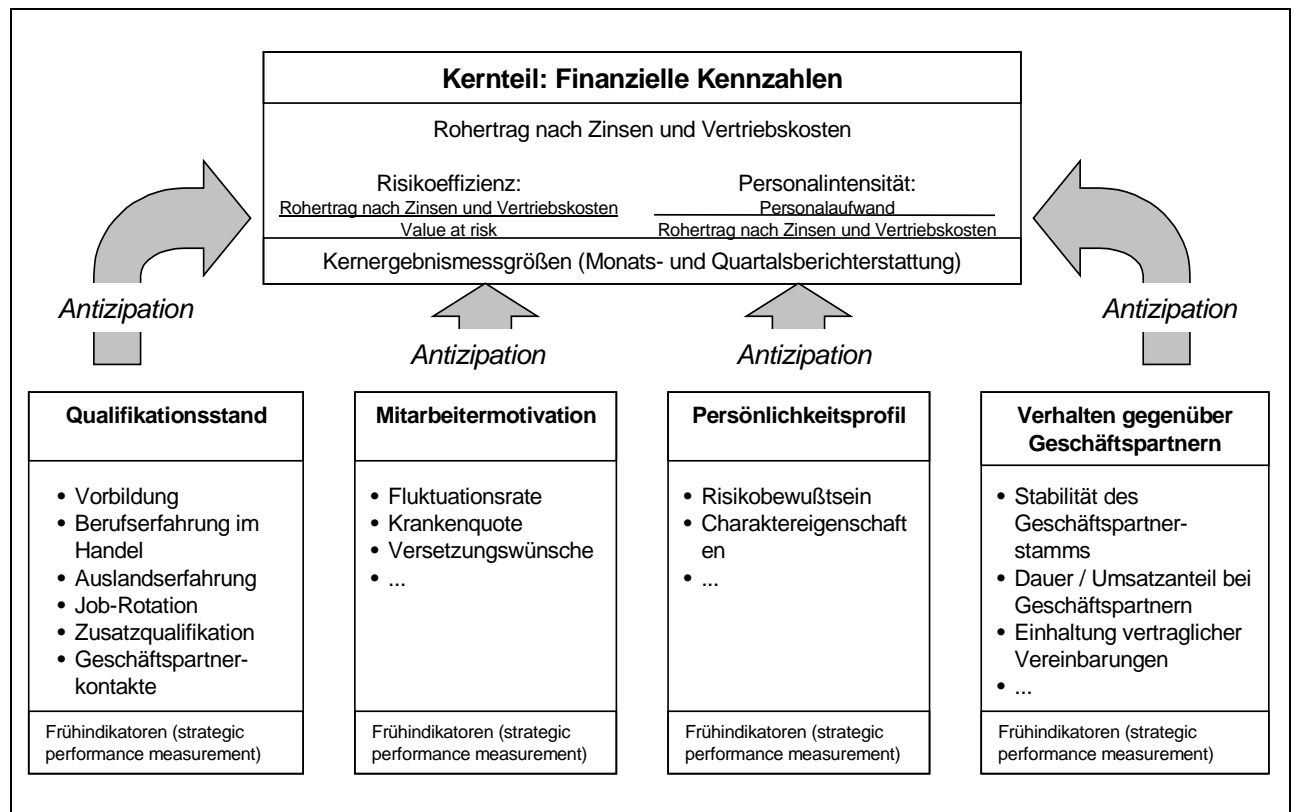 Kernteil: Finanzielle Kennzahlen
Rohertrag nach Zinsen und Vertriebskosten
Risikoeffizienz:
Rohertrag nach Zinsen und Vertriebskosten
Value at risk
Personalintensität:
Personalaufwand
Rohertrag nach Zinsen und Vertriebskosten
Kernergebnismessgrößen (Monats- und Quartalsberichterstattung)
Antizipation
Antizipation
Antizipation
Antizipation
Qualifikationsstand
• Vorbildung
• Berufserfahrung im
Handel
• Auslandserfahrung
• Job-Rotation
• Zusatzqualifikation
• Geschäftspartner-
kontakte
Frühindikatoren (strategic
performance measurement)
Mitarbeitermotivation
• Fluktuationsrate
• Krankenquote
• Versetzungswünsche
• ...
Frühindikatoren (strategic
performance measurement)
Persönlichkeitsprofil
• Risikobewußtsein
• Charaktereigenschaft
en
• ...
Frühindikatoren (strategic
performance measurement)
Verhalten gegenüber
Geschäftspartnern
• Stabilität des
Geschäftspartner-
stamms
• Dauer / Umsatzanteil bei
Geschäftspartnern
• Einhaltung vertraglicher
Vereinbarungen
• ...
Frühindikatoren (strategic
performance measurement)